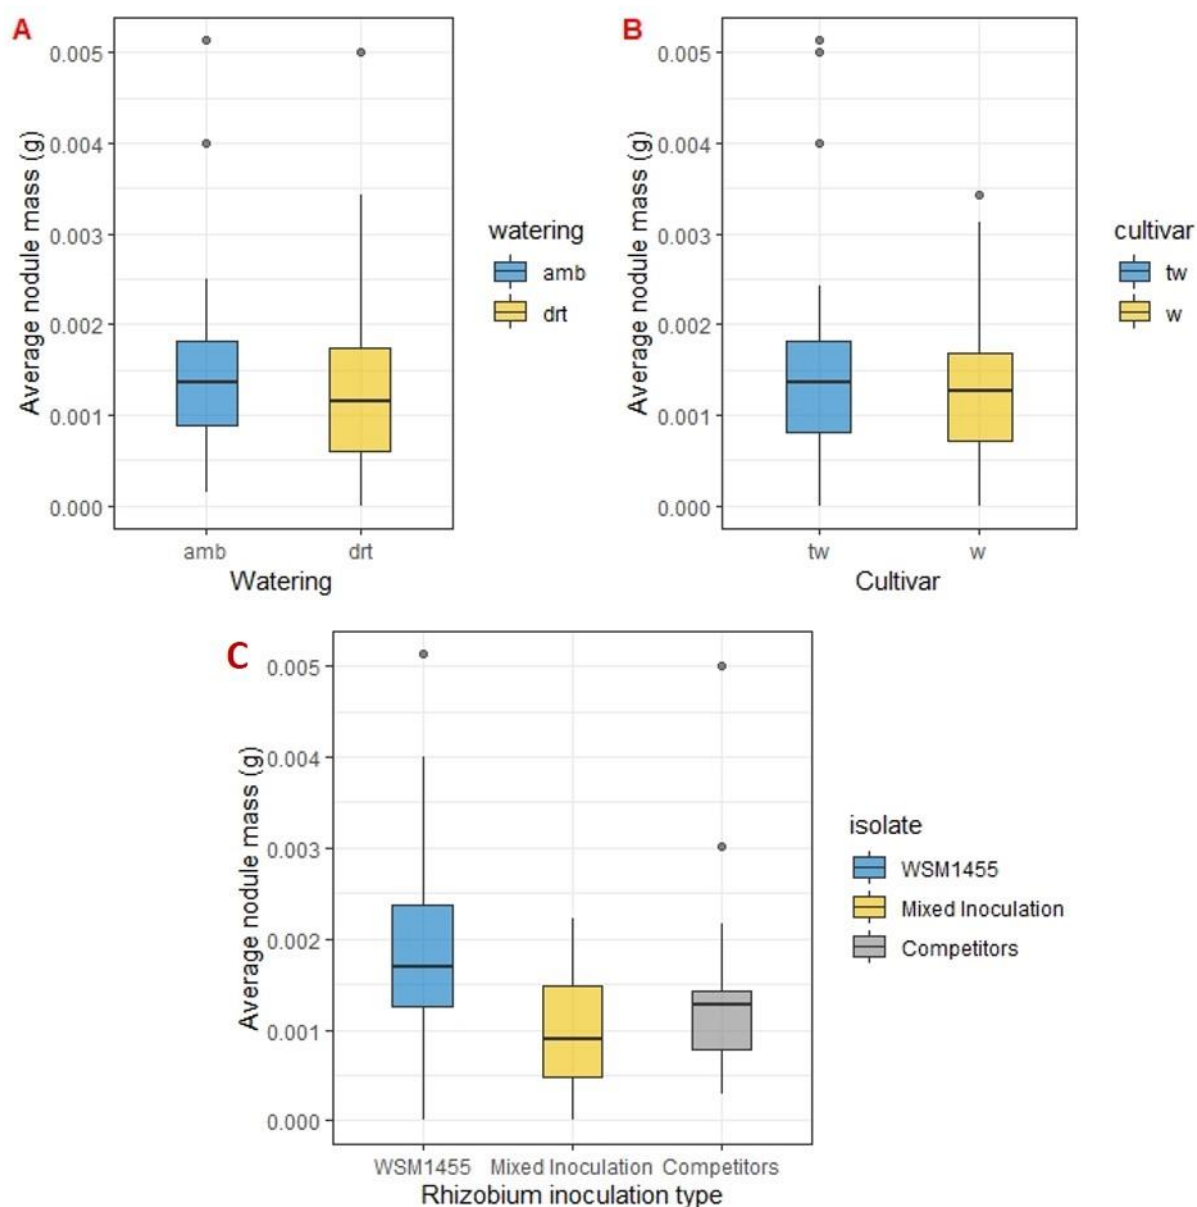 A
Average nodule mass (g)
0.005
0.004
0.003
0.002
0.001
0.000
amb
drt
Watering
watering
amb
drt
B
Average nodule mass (g)
0.005
0.004
0.003
0.002
0.001
0.000
tw
w
Cultivar
cultivar
tw
w
C
Average nodule mass (g)
0.005
0.004
0.003
0.002
0.001
0.000
WSM1455 Mixed Inoculation Competitors
Rhizobium inoculation type
isolate
WSM1455
Mixed Inoculation
Competitors